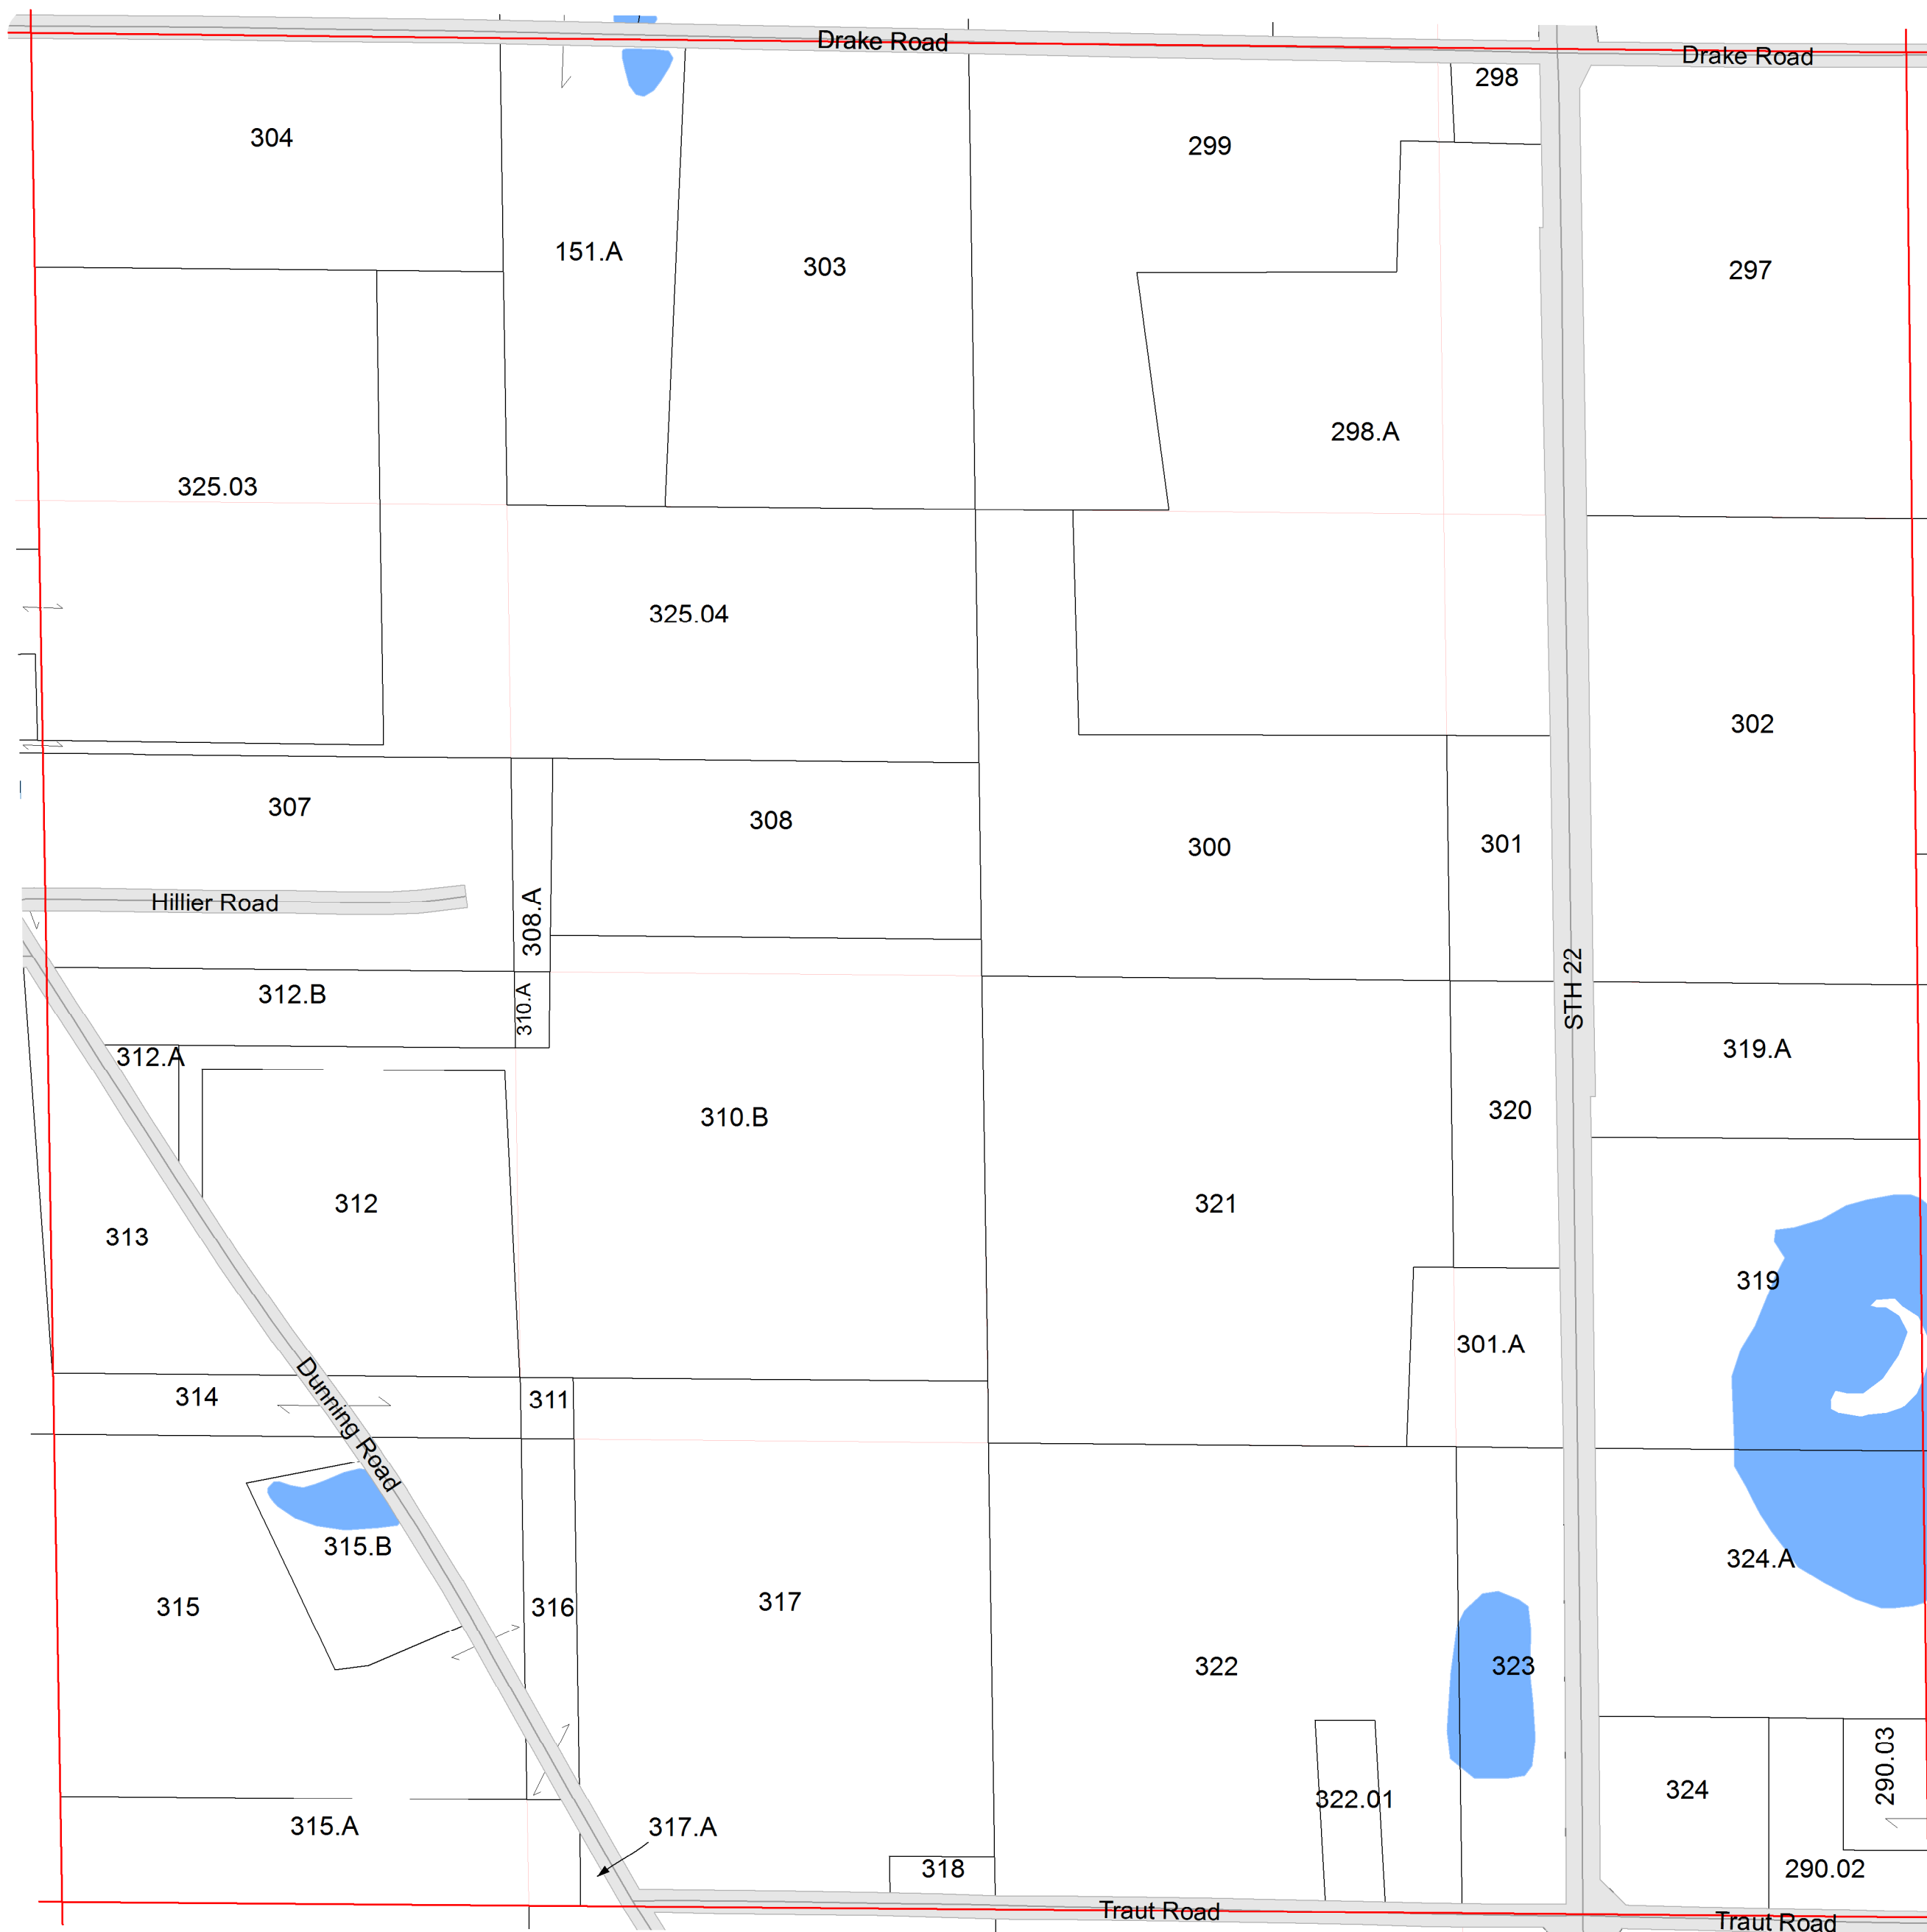 Drake Road
Drake Road
298
304
299
151.A
303
297
298.A
325.03
325.04
302
307
308
300
301
Hillier Road
308.A
STH 22
312.B
310.A
312.A
319.A
310.B
320
312
321
313
319
301.A
314
311
Dunning Road
315.B
324.A
315
316
317
322
323
290.03
324
322.01
315.A
317.A
318
290.02
Traut Road
Traut Road